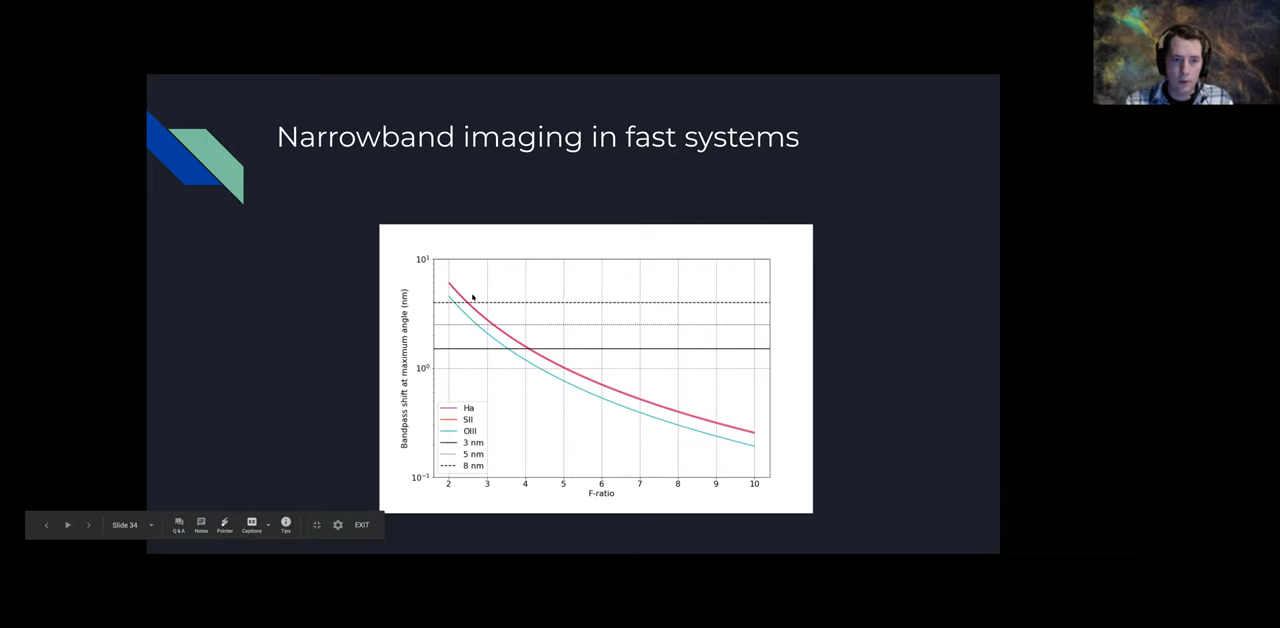 Narrowband imaging in fast systems
10¹
10⁰
10⁻¹
Bandpass shift at maximum angle (nm)
Ha
SII
OIII
3 nm
5 nm
8 nm
2 3 4 5 6 7 8 9 10
F-ratio
Slide 34
Q & A
Notes
Pointer
Captions
Tips
EXIT